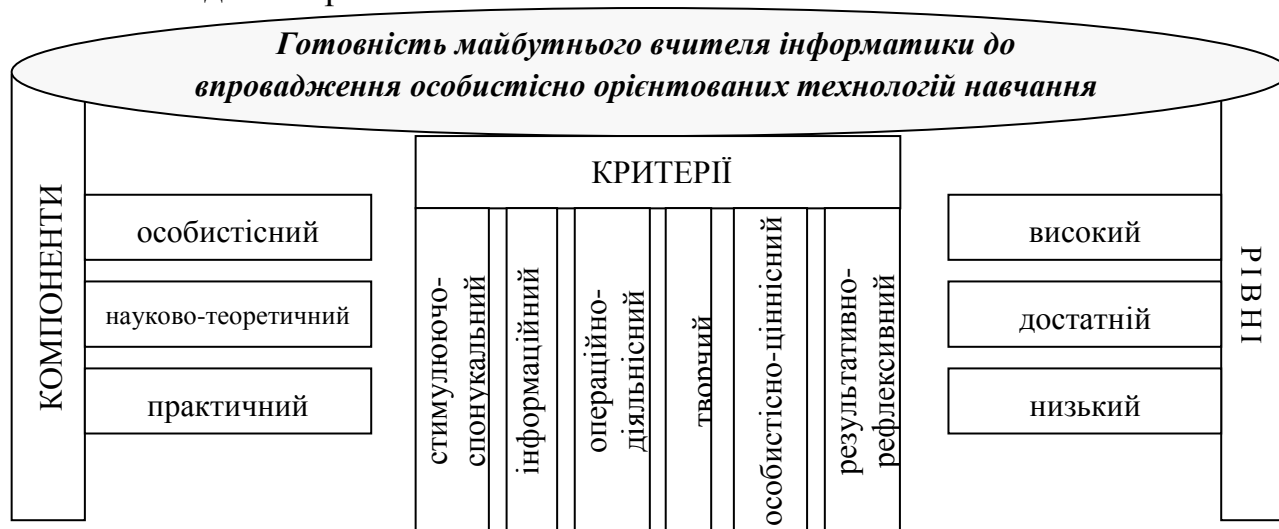 Готовність майбутнього вчителя інформатики до
впровадження особистісно орієнтованих технологій навчання
КОМПОНЕНТИ
особистісний
науково-теоретичний
практичний
КРИТЕРІЇ
стимулюючо-
спонукальний
інформаційний
операційно-
діяльнісний
творчий
особистісно-ціннісний
результативно-
рефлексивний
РІВНІ
високий
достатній
низький